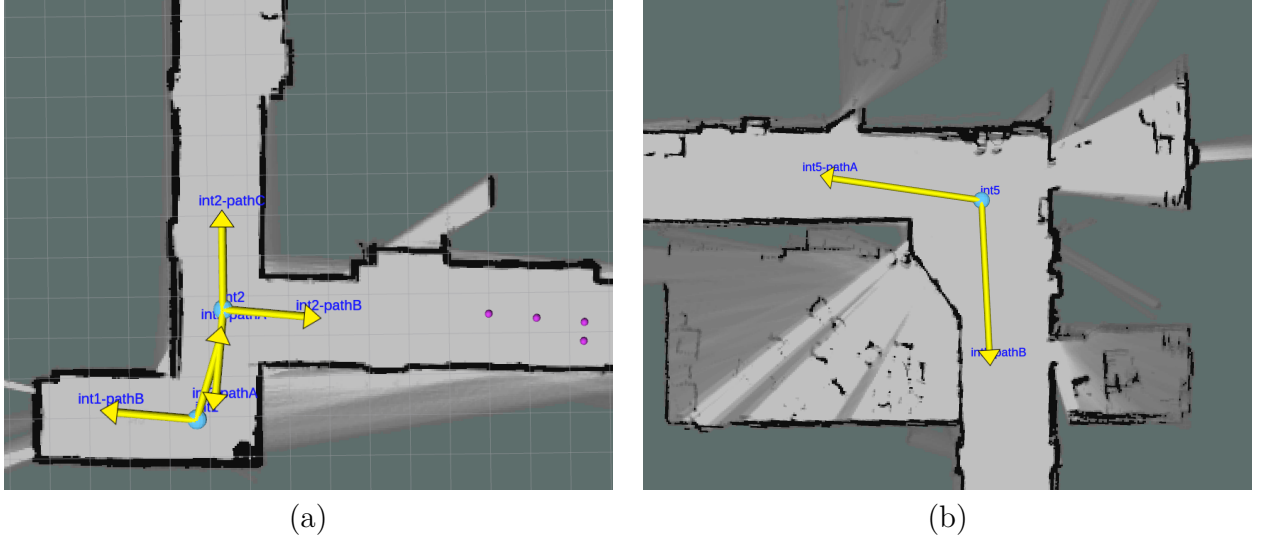 int2-pathC
int2
int2-pathB
int1-pathB
int5-pathA
int5
(a)
(b)